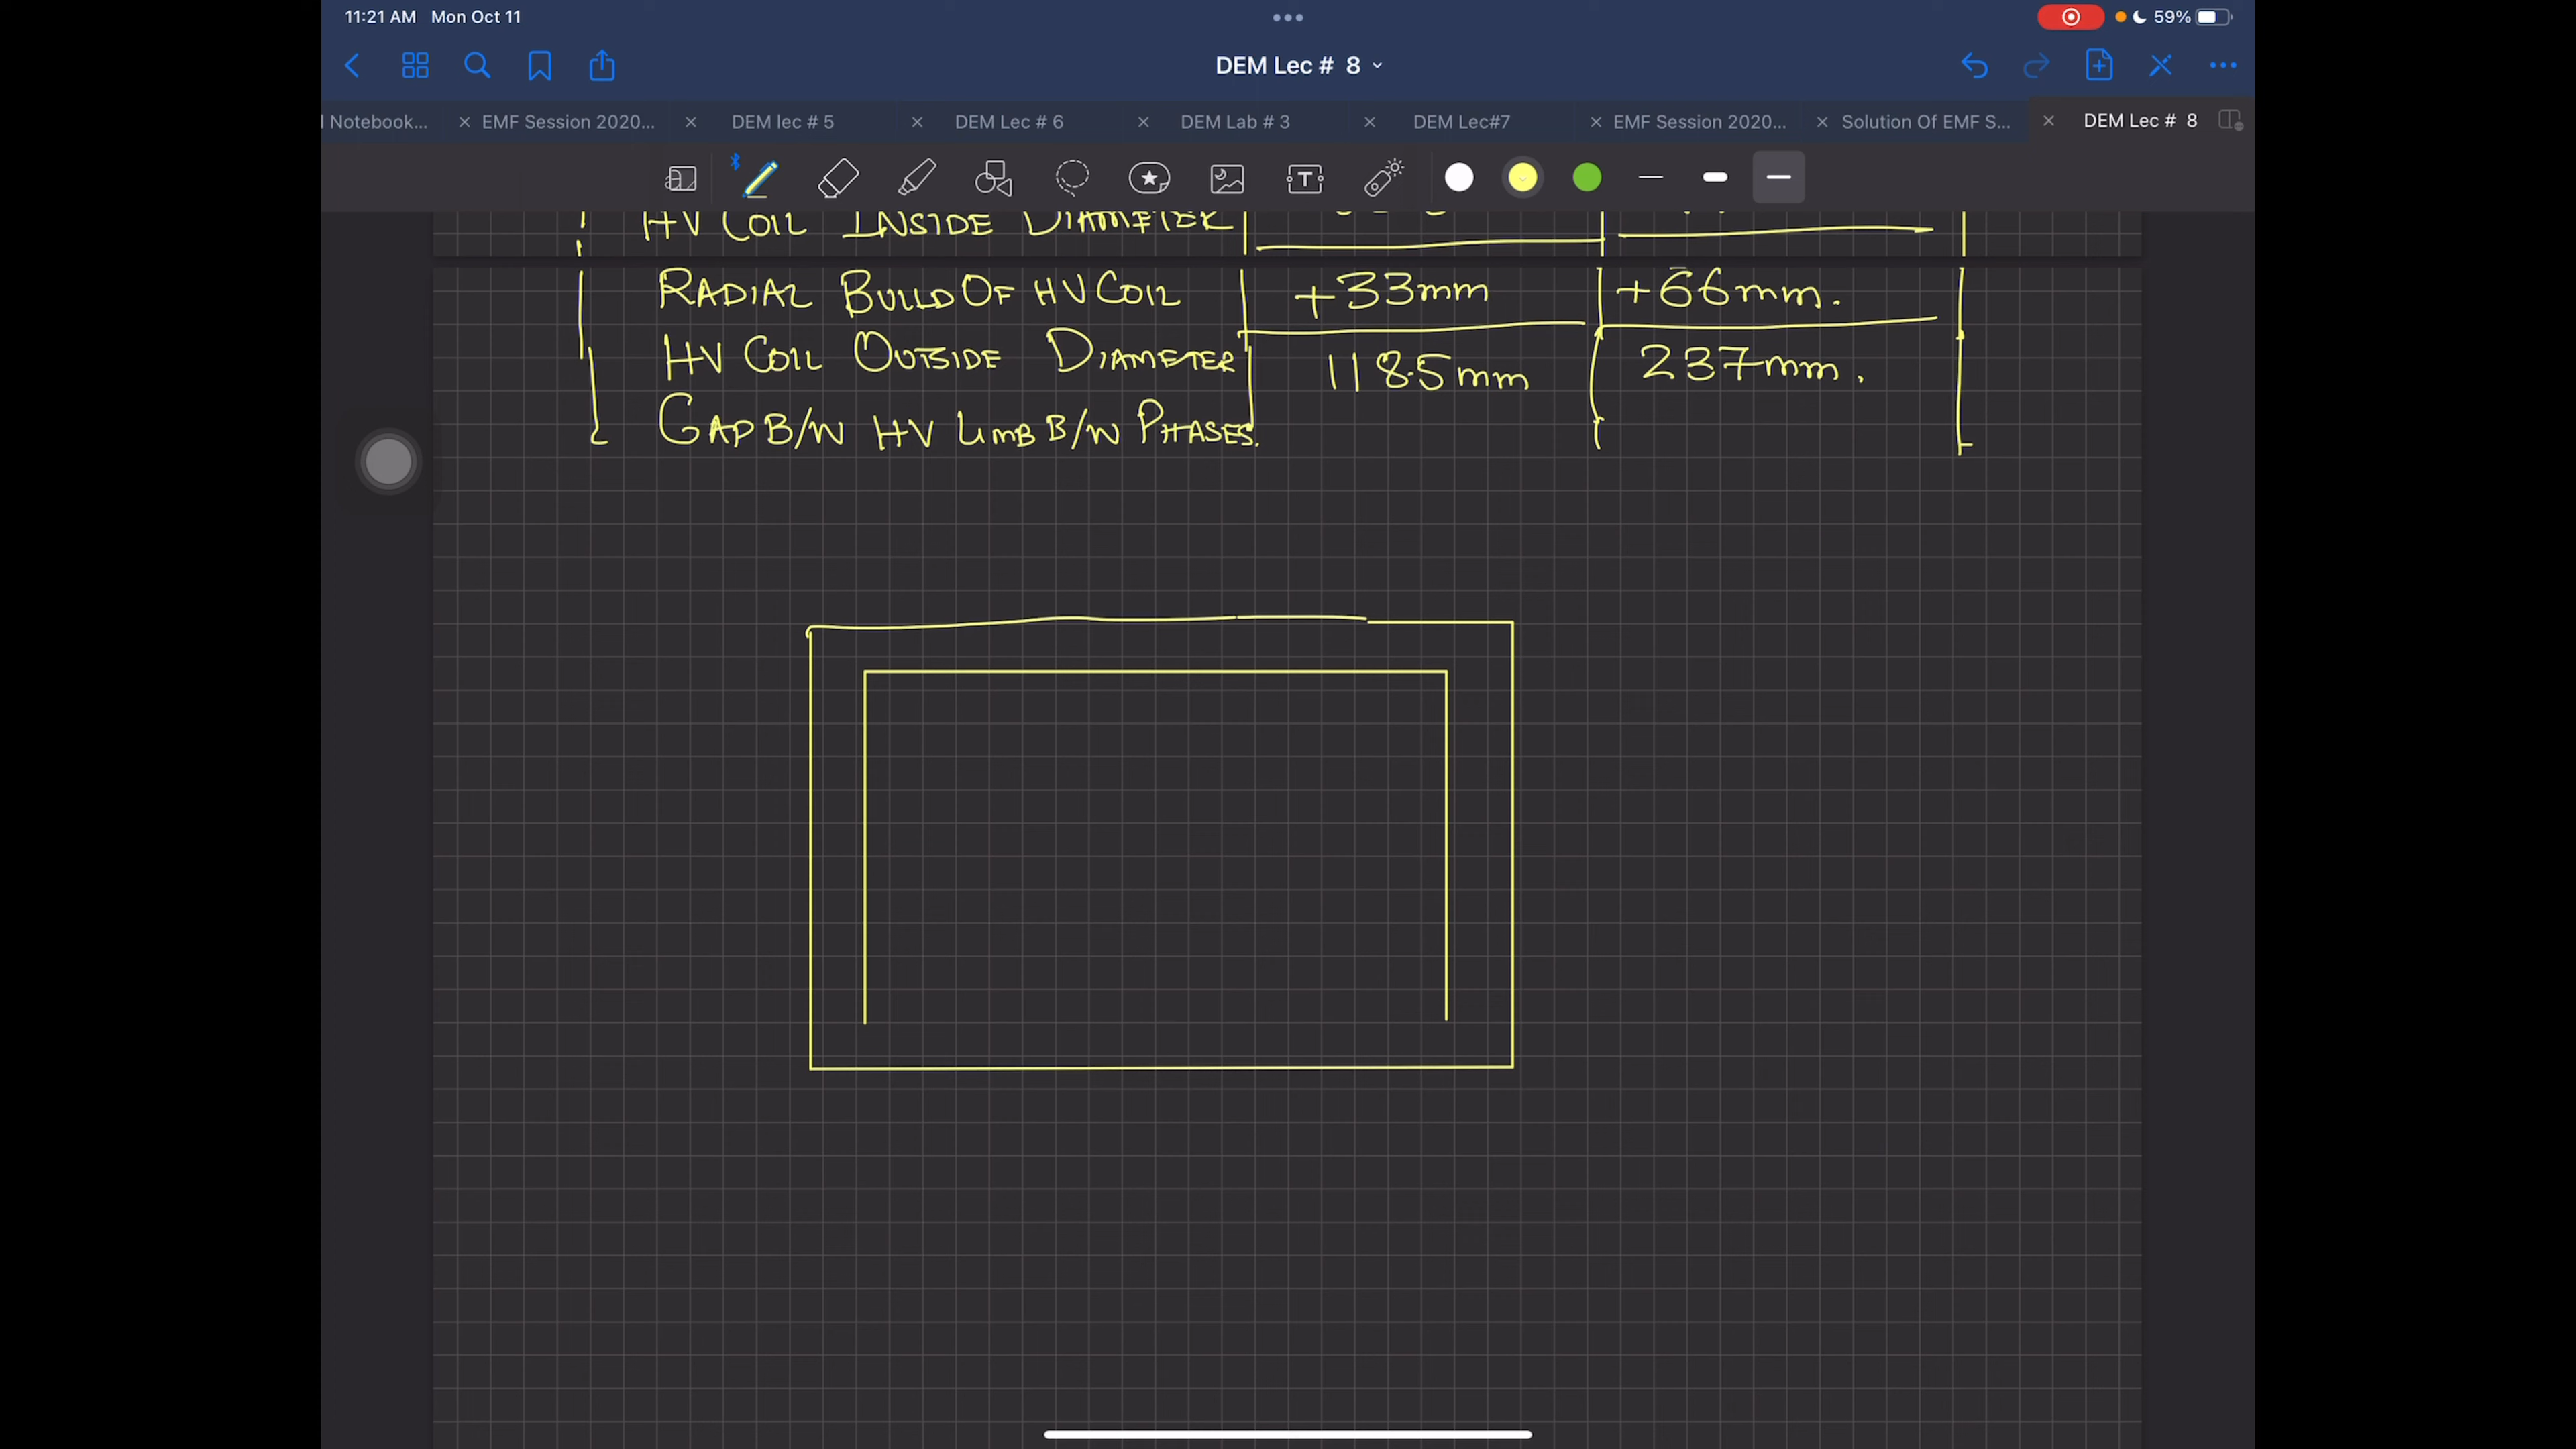 11:21 AM Mon Oct 11 59%
DEM Lec # 8
l Notebook... EMF Session 2020... DEM lec # 5 DEM Lec # 6 DEM Lab # 3 DEM Lec#7 EMF Session 2020... Solution Of EMF S... DEM Lec # 8
HV COIL INSIDE DIAMETER
RADIAL BUILD OF HV COIL +33mm +66mm.
HV COIL OUTSIDE DIAMETER 118.5mm 237mm.
GAP B/N HV LIMB B/N PHASES.